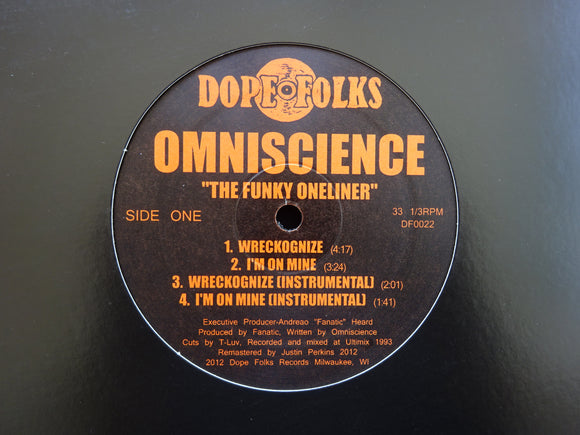 DOPE FOLKS
OMNISCIENCE
"THE FUNKY ONELINER"
SIDE ONE
33 1/3RPM
DF0022
1. WRECKOGNIZE (4:17)
2. I'M ON MINE (3:24)
3. WRECKOGNIZE (INSTRUMENTAL) (2:01)
4. I'M ON MINE (INSTRUMENTAL) (1:41)
Executive Producer-Andreao "Fanatic" Heard
Produced by Fanatic, Written by Omniscience
Cuts by T-Luv, Recorded and mixed at Ultimix 1993
Remastered by Justin Perkins 2012
2012 Dope Folks Records Milwaukee, WI